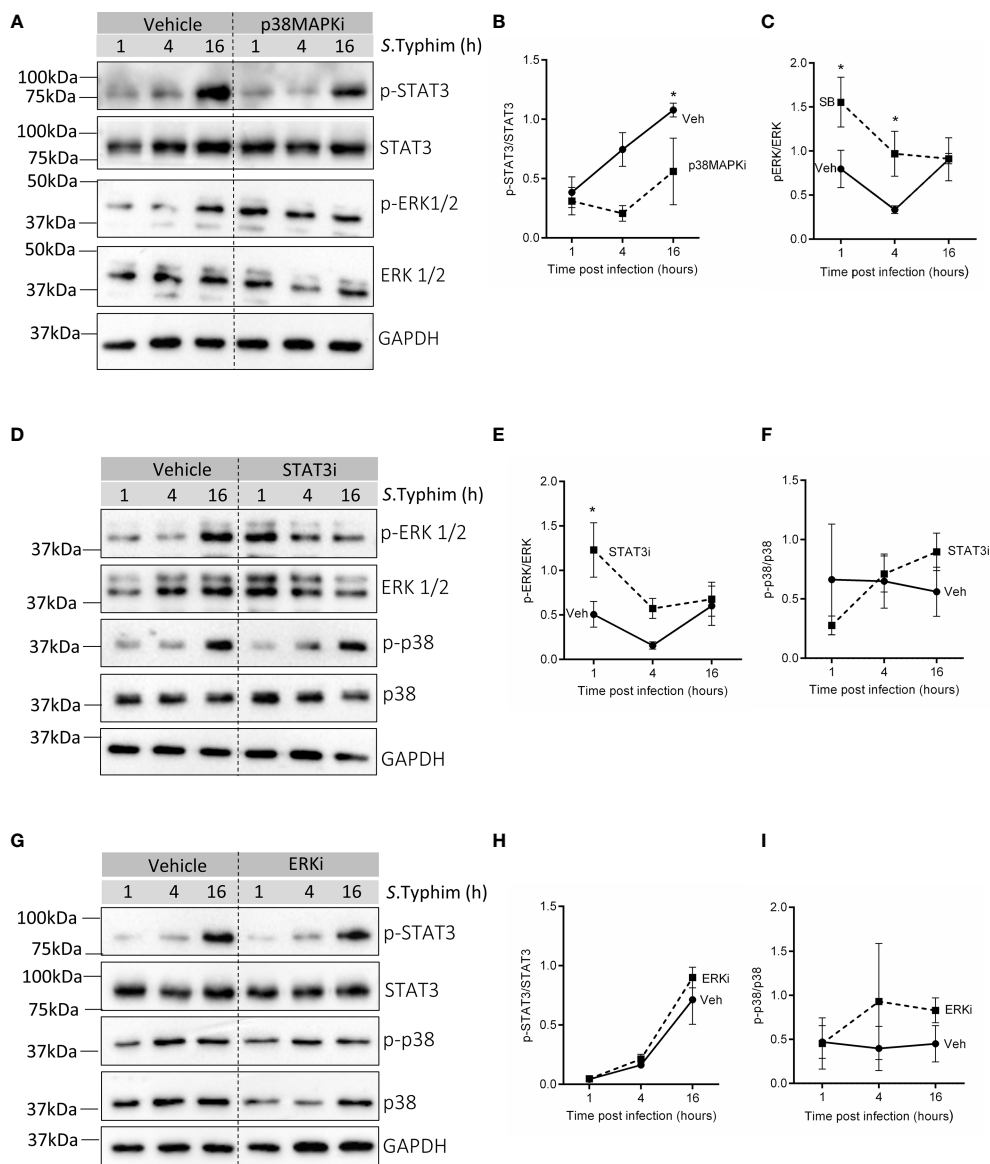 A
Vehicle p38MAPKi
1 4 16 1 4 16 S.Typhim (h)
100kDa
75kDa
p-STAT3
100kDa
75kDa
STAT3
50kDa
37kDa
p-ERK1/2
50kDa
37kDa
ERK 1/2
37kDa
GAPDH
B
1.5
1.0
0.5
0.0
p-STAT3/STAT3
*
Veh
p38MAPKi
1 4 16
Time post infection (hours)
C
2.0
1.5
1.0
0.5
0.0
pERK/ERK
*
*
SB
Veh
1 4 16
Time post infection (hours)
D
Vehicle STAT3i
1 4 16 1 4 16 S.Typhim (h)
37kDa
p-ERK 1/2
37kDa
ERK 1/2
37kDa
p-p38
37kDa
p38
37kDa
GAPDH
E
2.0
1.5
1.0
0.5
0.0
p-ERK/ERK
*
STAT3i
Veh
1 4 16
Time post infection (hours)
F
1.5
1.0
0.5
0.0
p-p38/p38
STAT3i
Veh
1 4 16
Time post infection (hours)
G
Vehicle ERKi
1 4 16 1 4 16 S.Typhim (h)
100kDa
75kDa
p-STAT3
100kDa
75kDa
STAT3
37kDa
p-p38
37kDa
p38
37kDa
GAPDH
H
1.5
1.0
0.5
0.0
p-STAT3/STAT3
ERKi
Veh
1 4 16
Time post infection (hours)
I
2.0
1.5
1.0
0.5
0.0
p-p38/p38
ERKi
Veh
1 4 16
Time post infection (hours)